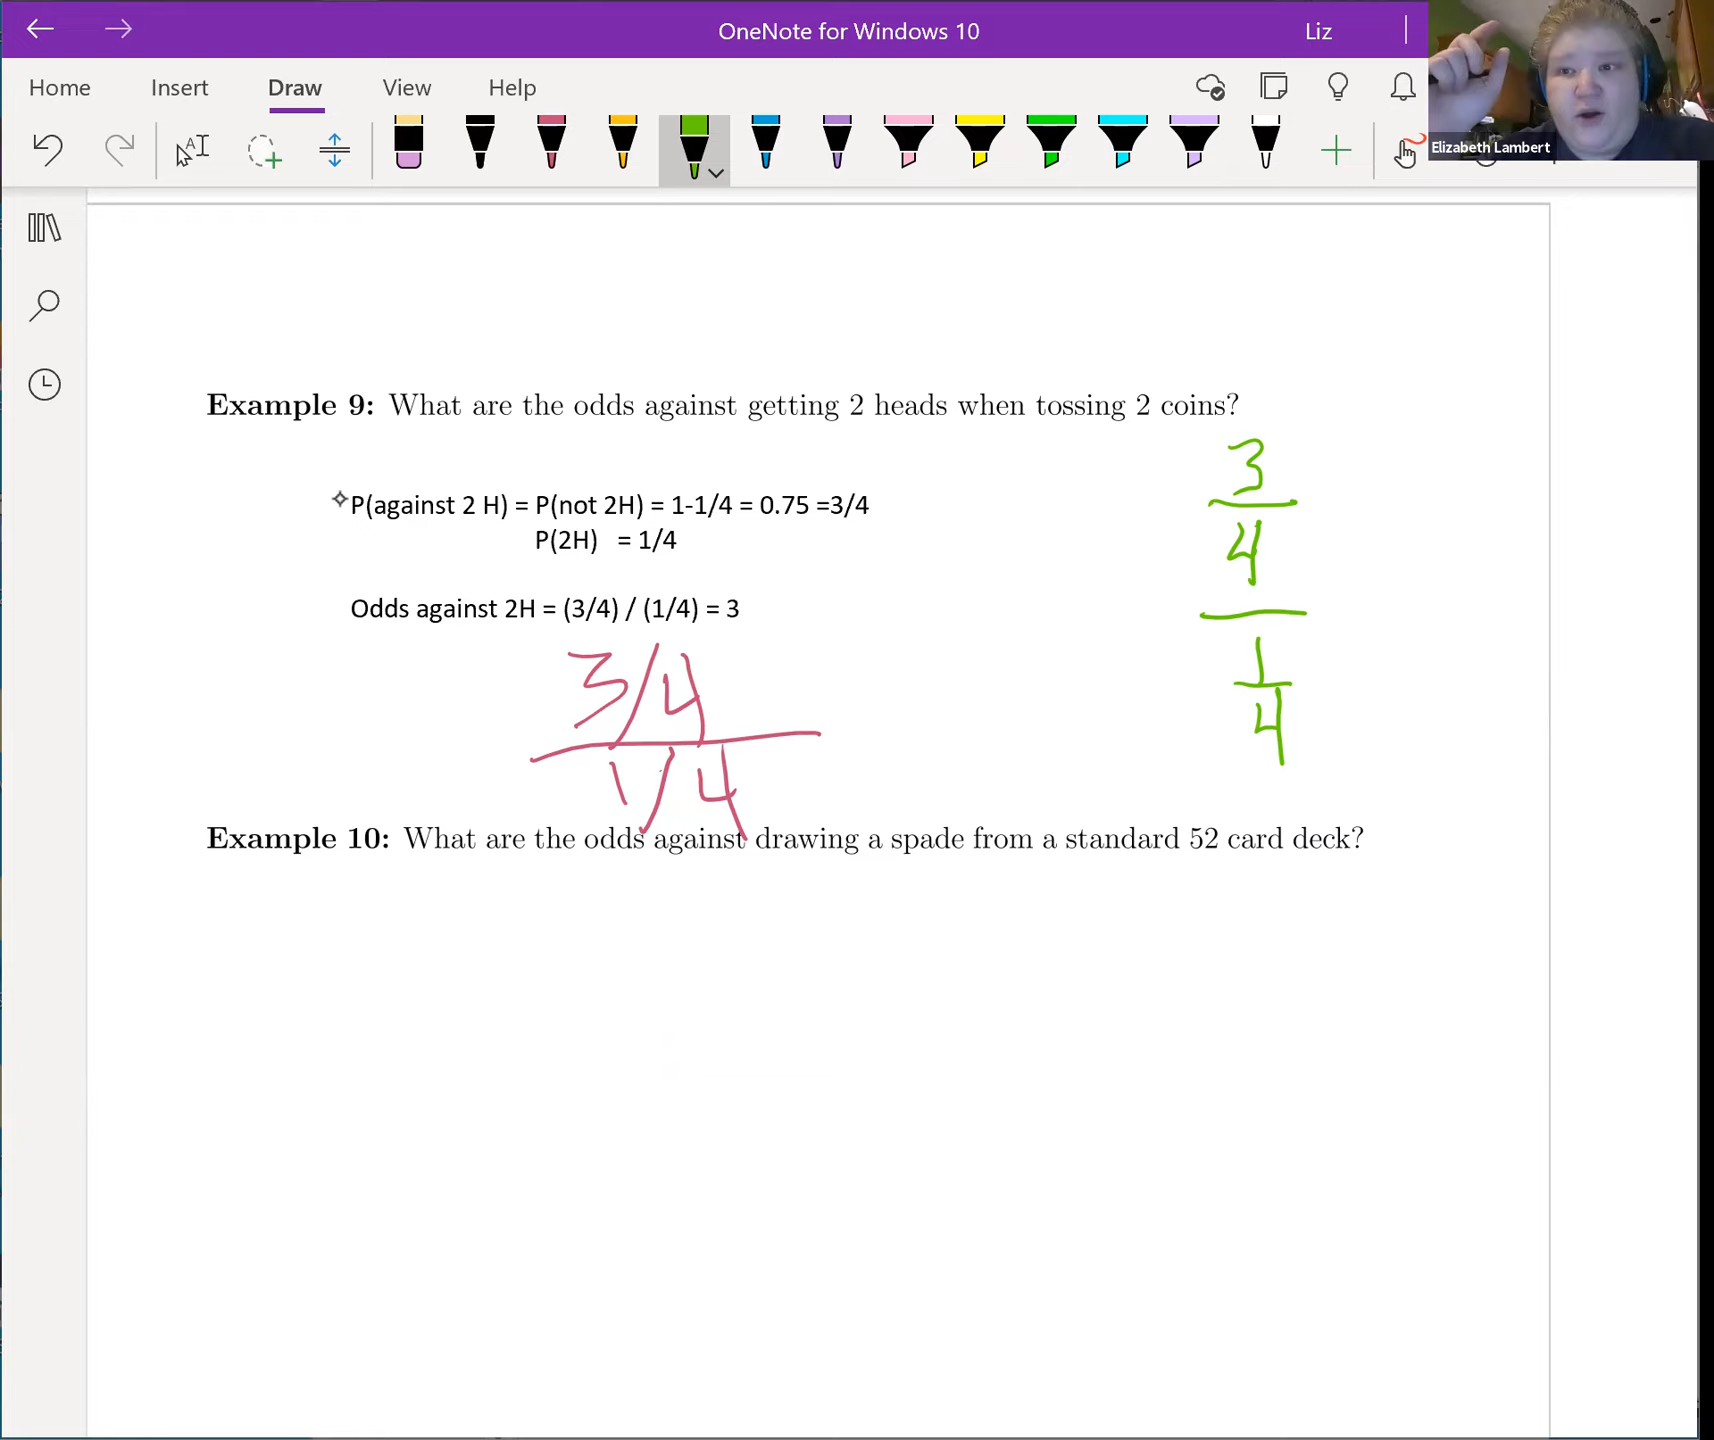 OneNote for Windows 10
Liz
Home Insert Draw View Help
Elizabeth Lambert
Example 9: What are the odds against getting 2 heads when tossing 2 coins?
P(against 2 H) = P(not 2H) = 1-1/4 = 0.75 =3/4
P(2H) = 1/4
Odds against 2H = (3/4) / (1/4) = 3
3/4
1/4
3
4
1
4
Example 10: What are the odds against drawing a spade from a standard 52 card deck?